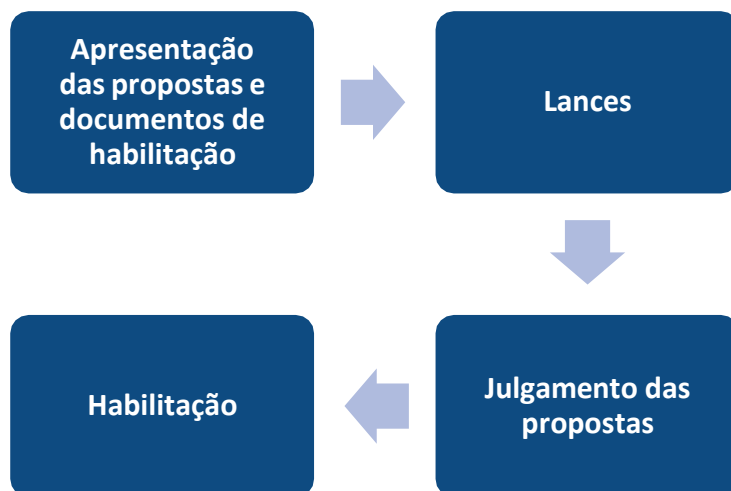 Apresentação
das propostas e
documentos de
habilitação
Lances
Julgamento das
propostas
Habilitação